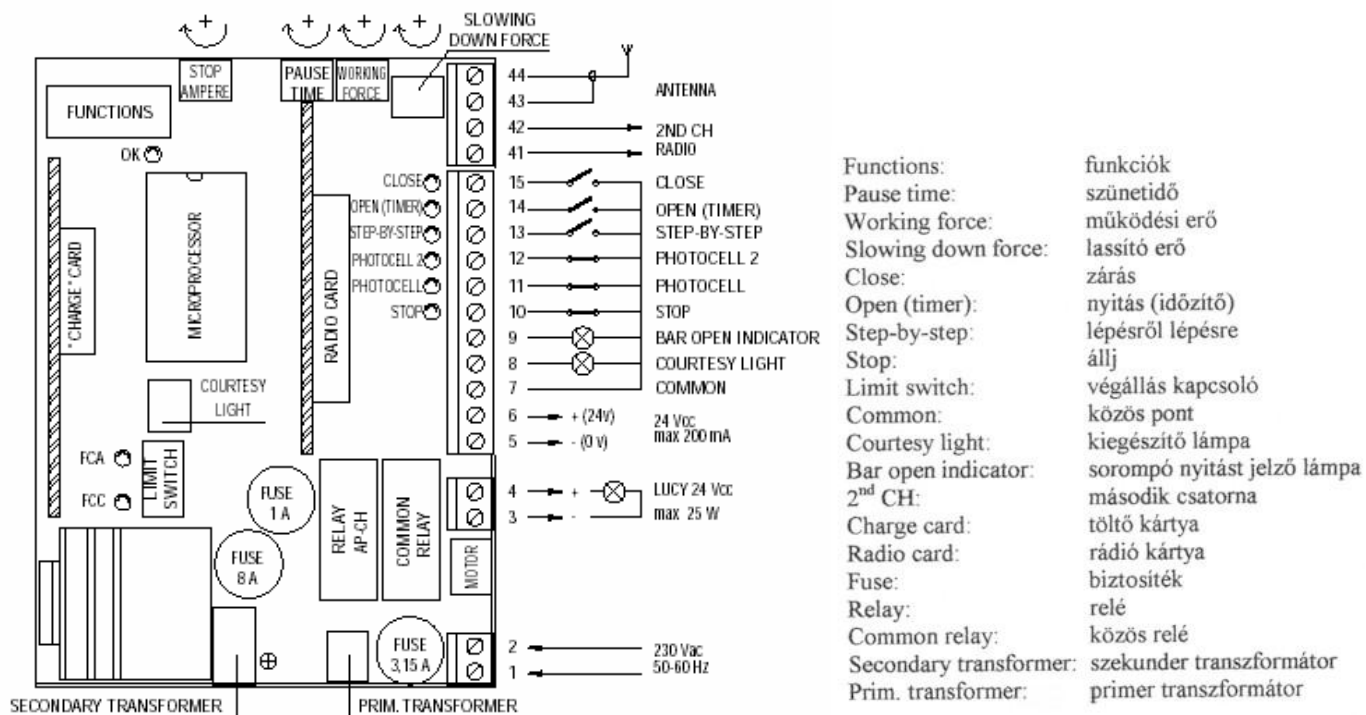 SLOWING
DOWN FORCE
STOP
AMPERE
PAUSE
TIME
WORKING
FORCE
FUNCTIONS
OK
"CHARGE" CARD
MICROPROCESSOR
RADIO CARD
COURTESY
LIGHT
FCA
FCC
LIMIT
SWITCH
FUSE
1 A
FUSE
8 A
RELAY
AP-CH
COMMON
RELAY
MOTOR
FUSE
3,15 A
SECONDARY TRANSFORMER
PRIM. TRANSFORMER
CLOSE
OPEN (TIMER)
STEP-BY-STEP
PHOTOCELL 2
PHOTOCELL
STOP
44
43
ANTENNA
42 2ND CH
41 RADIO
15 CLOSE
14 OPEN (TIMER)
13 STEP-BY-STEP
12 PHOTOCELL 2
11 PHOTOCELL
10 STOP
9 BAR OPEN INDICATOR
8 COURTESY LIGHT
7 COMMON
6 + (24v) 24 Vcc
5 - (0 v) max 200 mA
4 + LUCY 24 Vcc
3 - max 25 W
2 230 Vac
1 50-60 Hz
Functions: funkciók
Pause time: szünetidő
Working force: működési erő
Slowing down force: lassító erő
Close: zárás
Open (timer): nyitás (időzítő)
Step-by-step: lépésről lépésre
Stop: állj
Limit switch: végállás kapcsoló
Common: közös pont
Courtesy light: kiegészítő lámpa
Bar open indicator: sorompó nyitást jelző lámpa
2nd CH: második csatorna
Charge card: töltő kártya
Radio card: rádió kártya
Fuse: biztosíték
Relay: relé
Common relay: közös relé
Secondary transformer: szekunder transzformátor
Prim. transformer: primer transzformátor